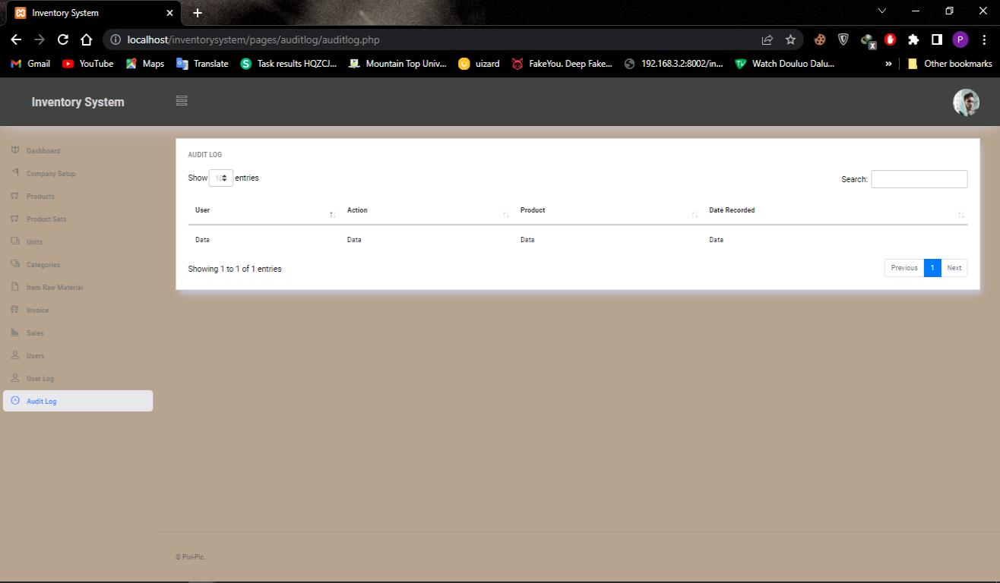 Inventory System
localhost/inventorysystem/pages/auditlog/auditlog.php
P
Gmail YouTube Maps Translate Task results HQZCJ... Mountain Top Univ... uizard FakeYou. Deep Fake... 192.168.3.2:8002/in... Watch Douluo Dalu... » Other bookmarks
Inventory System
Dashboard
Company Setup
Products
Product Sets
Units
Categories
Item Raw Material
Invoice
Sales
Users
User Log
Audit Log
AUDIT LOG
Show 10 entries
Search:
User Action Product Date Recorded
Data Data Data Data
Showing 1 to 1 of 1 entries
Previous 1 Next
© Pixi-Pic.